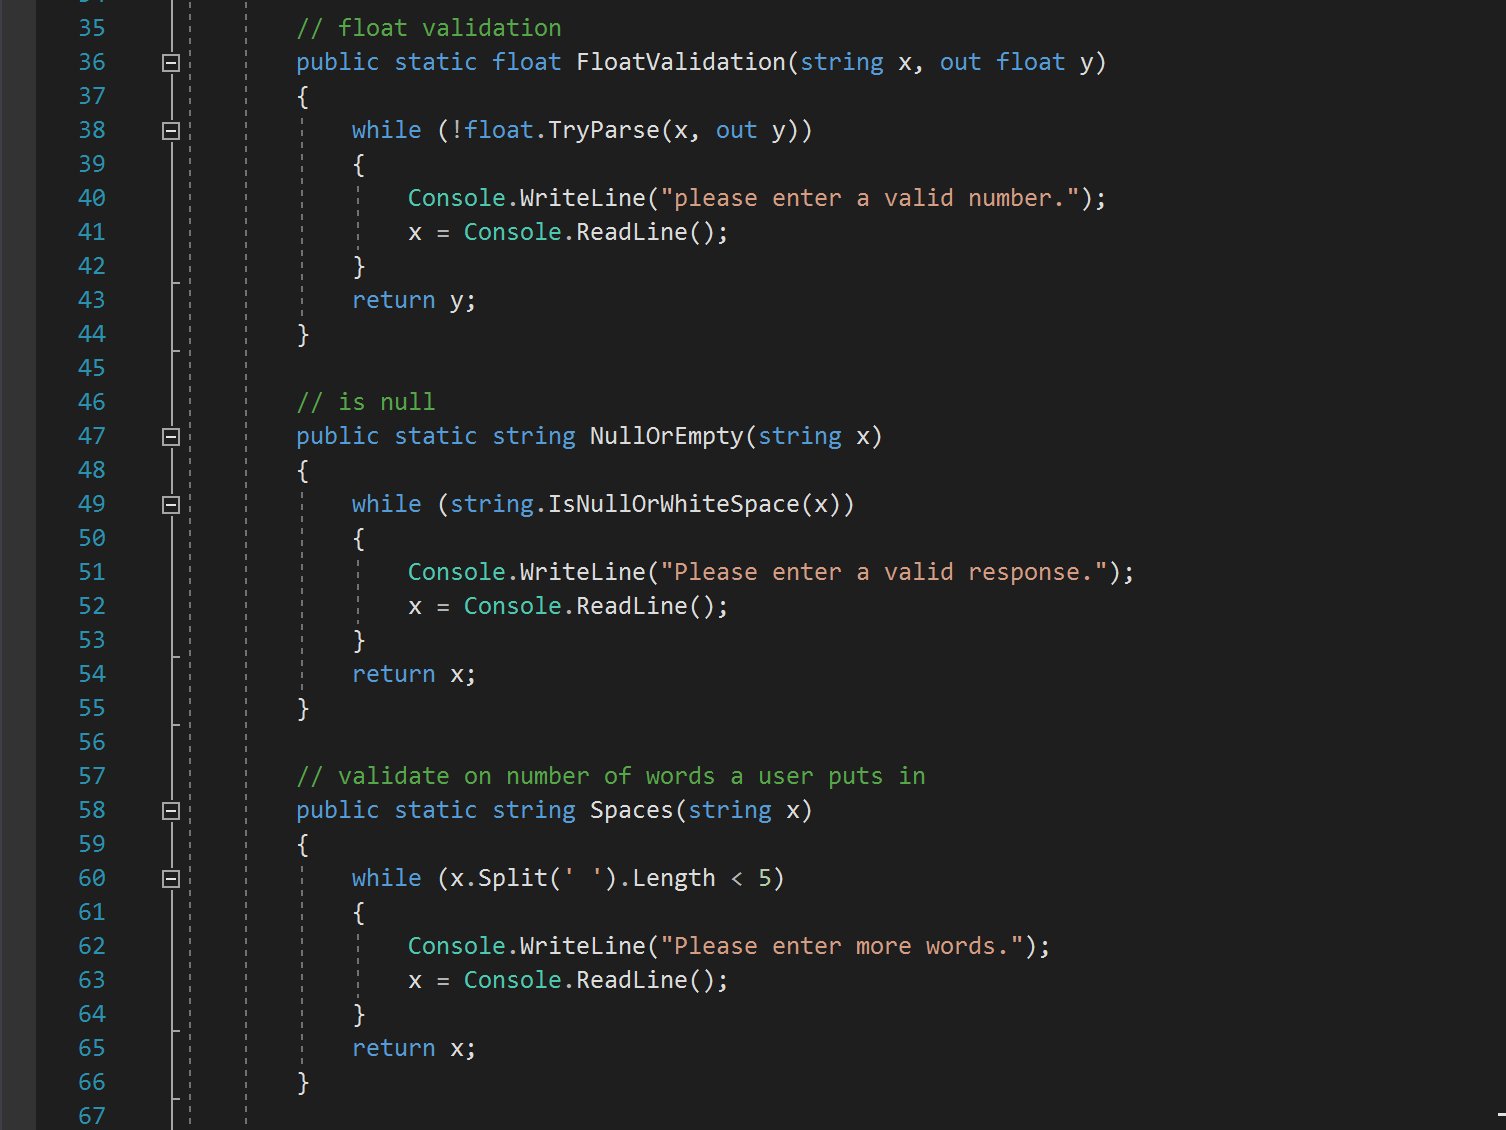 35 // float validation
36 public static float FloatValidation(string x, out float y)
37 {
38 while (!float.TryParse(x, out y))
39 {
40 Console.WriteLine("please enter a valid number.");
41 x = Console.ReadLine();
42 }
43 return y;
44 }
45
46 // is null
47 public static string NullOrEmpty(string x)
48 {
49 while (string.IsNullOrWhiteSpace(x))
50 {
51 Console.WriteLine("Please enter a valid response.");
52 x = Console.ReadLine();
53 }
54 return x;
55 }
56
57 // validate on number of words a user puts in
58 public static string Spaces(string x)
59 {
60 while (x.Split(' ').Length < 5)
61 {
62 Console.WriteLine("Please enter more words.");
63 x = Console.ReadLine();
64 }
65 return x;
66 }
67